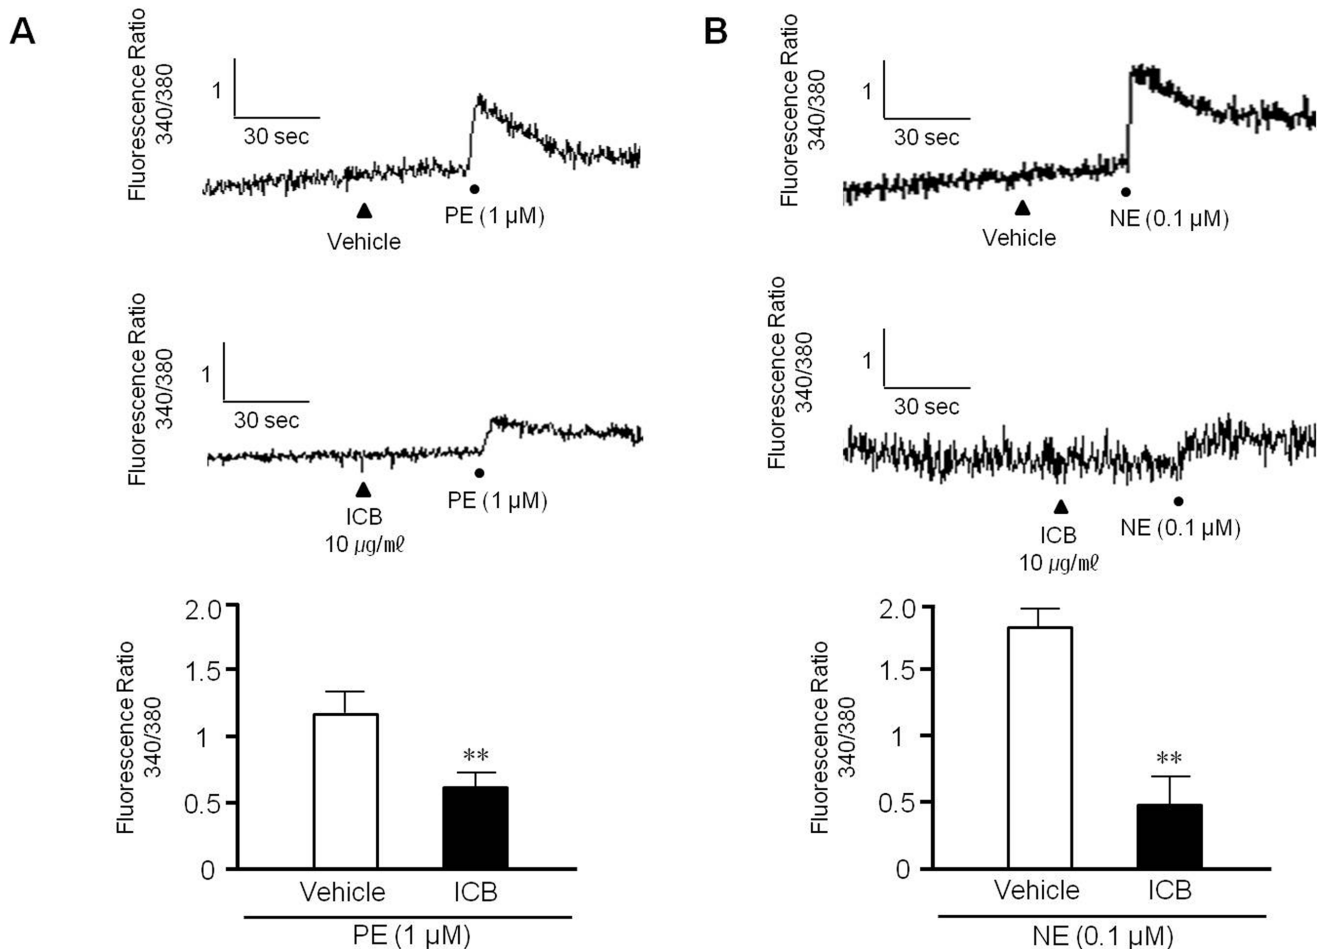 A
Fluorescence Ratio
340/380
1
30 sec
Vehicle
PE (1 µM)
Fluorescence Ratio
340/380
1
30 sec
ICB
10 µg/mℓ
PE (1 µM)
Fluorescence Ratio
340/380
2.0
1.5
1
0.5
0
**
Vehicle ICB
PE (1 µM)
B
Fluorescence Ratio
340/380
1
30 sec
Vehicle
NE (0.1 µM)
Fluorescence Ratio
340/380
1
30 sec
ICB
10 µg/mℓ
NE (0.1 µM)
Fluorescence Ratio
340/380
2.0
1.5
1
0.5
0
**
Vehicle ICB
NE (0.1 µM)